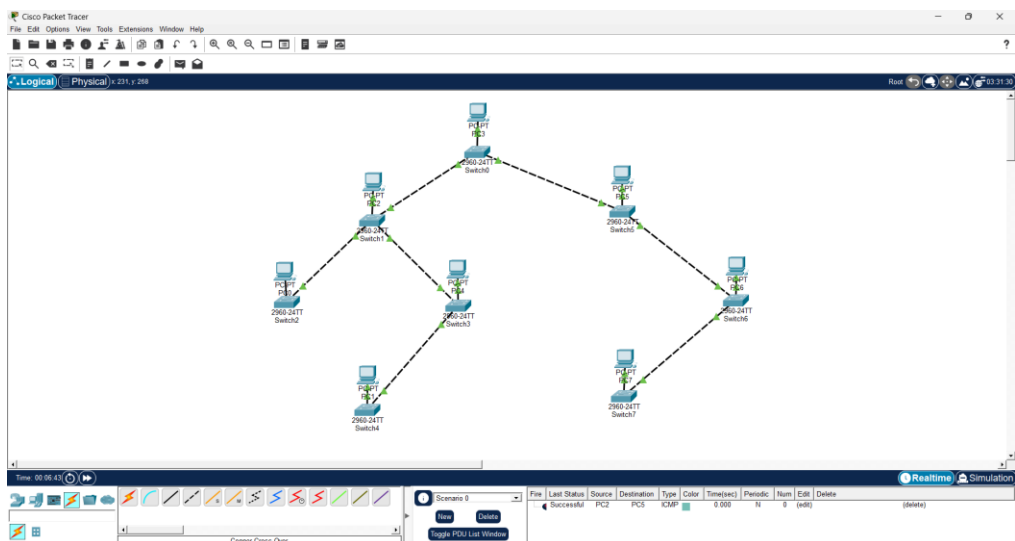 Cisco Packet Tracer
File Edit Options View Tools Extensions Window Help
?
Logical Physical x: 231, y: 268
Root 03:31:30
PC-PT
PC3
2960-24TT
Switch0
PC-PT
PC2
2960-24TT
Switch1
PC-PT
PC5
2960-24TT
Switch5
PC-PT
PC0
2960-24TT
Switch2
PC-PT
PC4
2960-24TT
Switch3
PC-PT
PC6
2960-24TT
Switch6
PC-PT
PC1
2960-24TT
Switch4
PC-PT
PC7
2960-24TT
Switch7
Time: 00:06:43
Realtime Simulation
Scenario 0
New Delete
Toggle PDU List Window
Fire Last Status Source Destination Type Color Time(sec) Periodic Num Edit Delete
Successful PC2 PC5 ICMP 0.000 N 0 (edit) (delete)
Copper Cross-Over